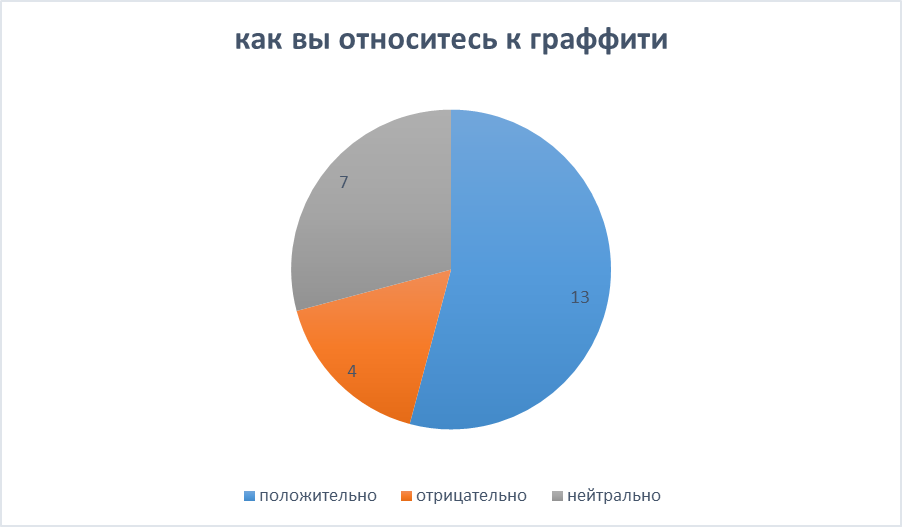 как вы относитесь к граффити
7
13
4
положительно отрицательно нейтрально